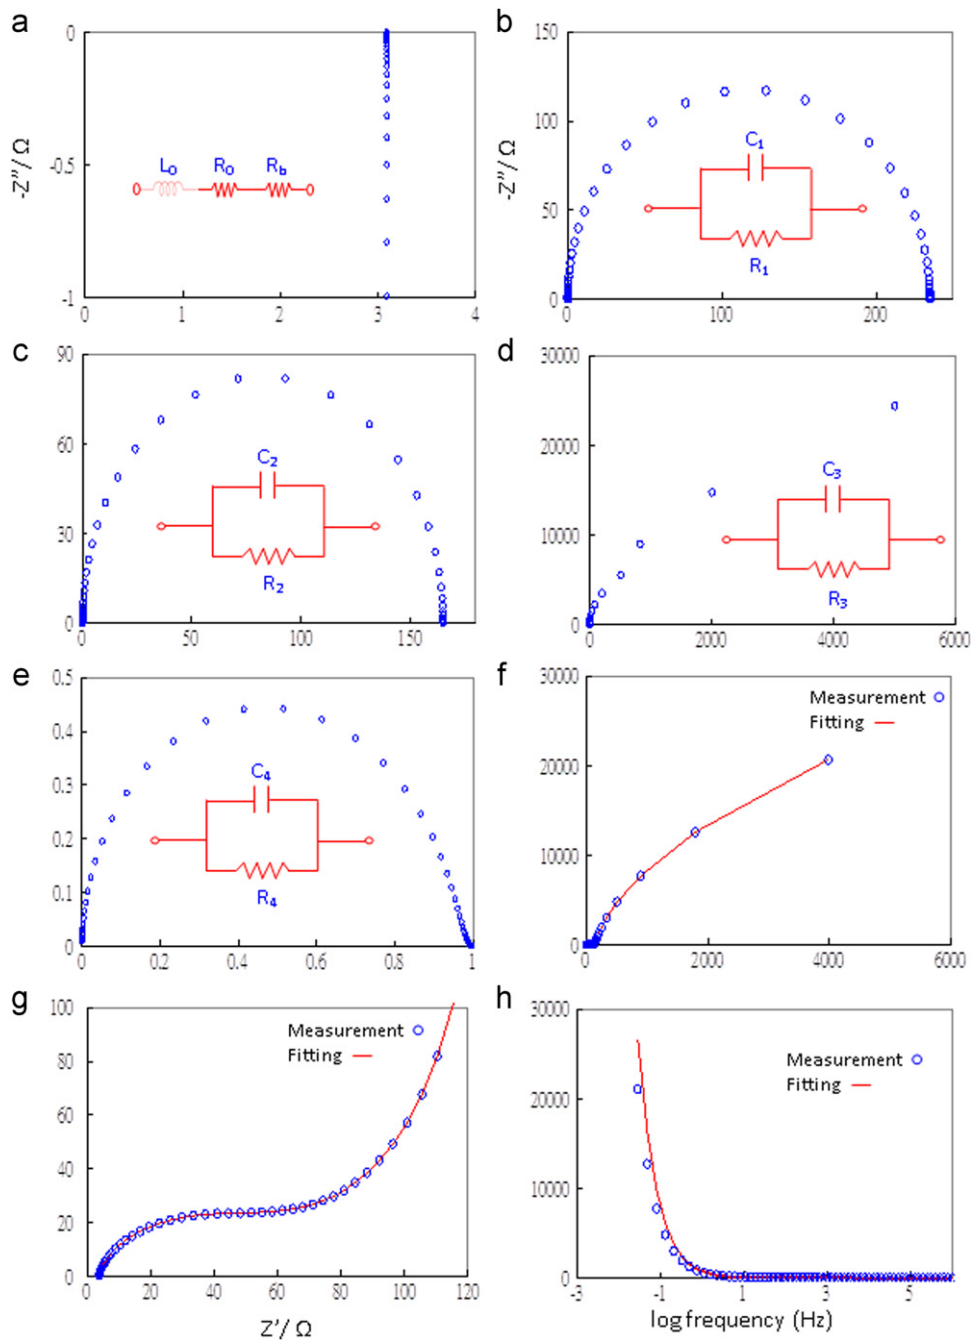 a
-Z"/ Ω
0
-0.5
-1
0 1 2 3 4
L₀ R₀ R_b
b
-Z"/ Ω
150
100
50
0
0 100 200
C₁
R₁
c
90
60
30
0
0 50 100 150
C₂
R₂
d
30000
20000
10000
0
0 2000 4000 6000
C₃
R₃
e
0.5
0.4
0.3
0.2
0.1
0
0 0.2 0.4 0.6 0.8 1
C₄
R₄
f
30000
20000
10000
0
0 2000 4000 6000
Measurement
Fitting
g
100
80
60
40
20
0
0 20 40 60 80 100 120
Measurement
Fitting
Z'/ Ω
h
30000
20000
10000
0
-3 -1 1 3 5
Measurement
Fitting
log frequency (Hz)